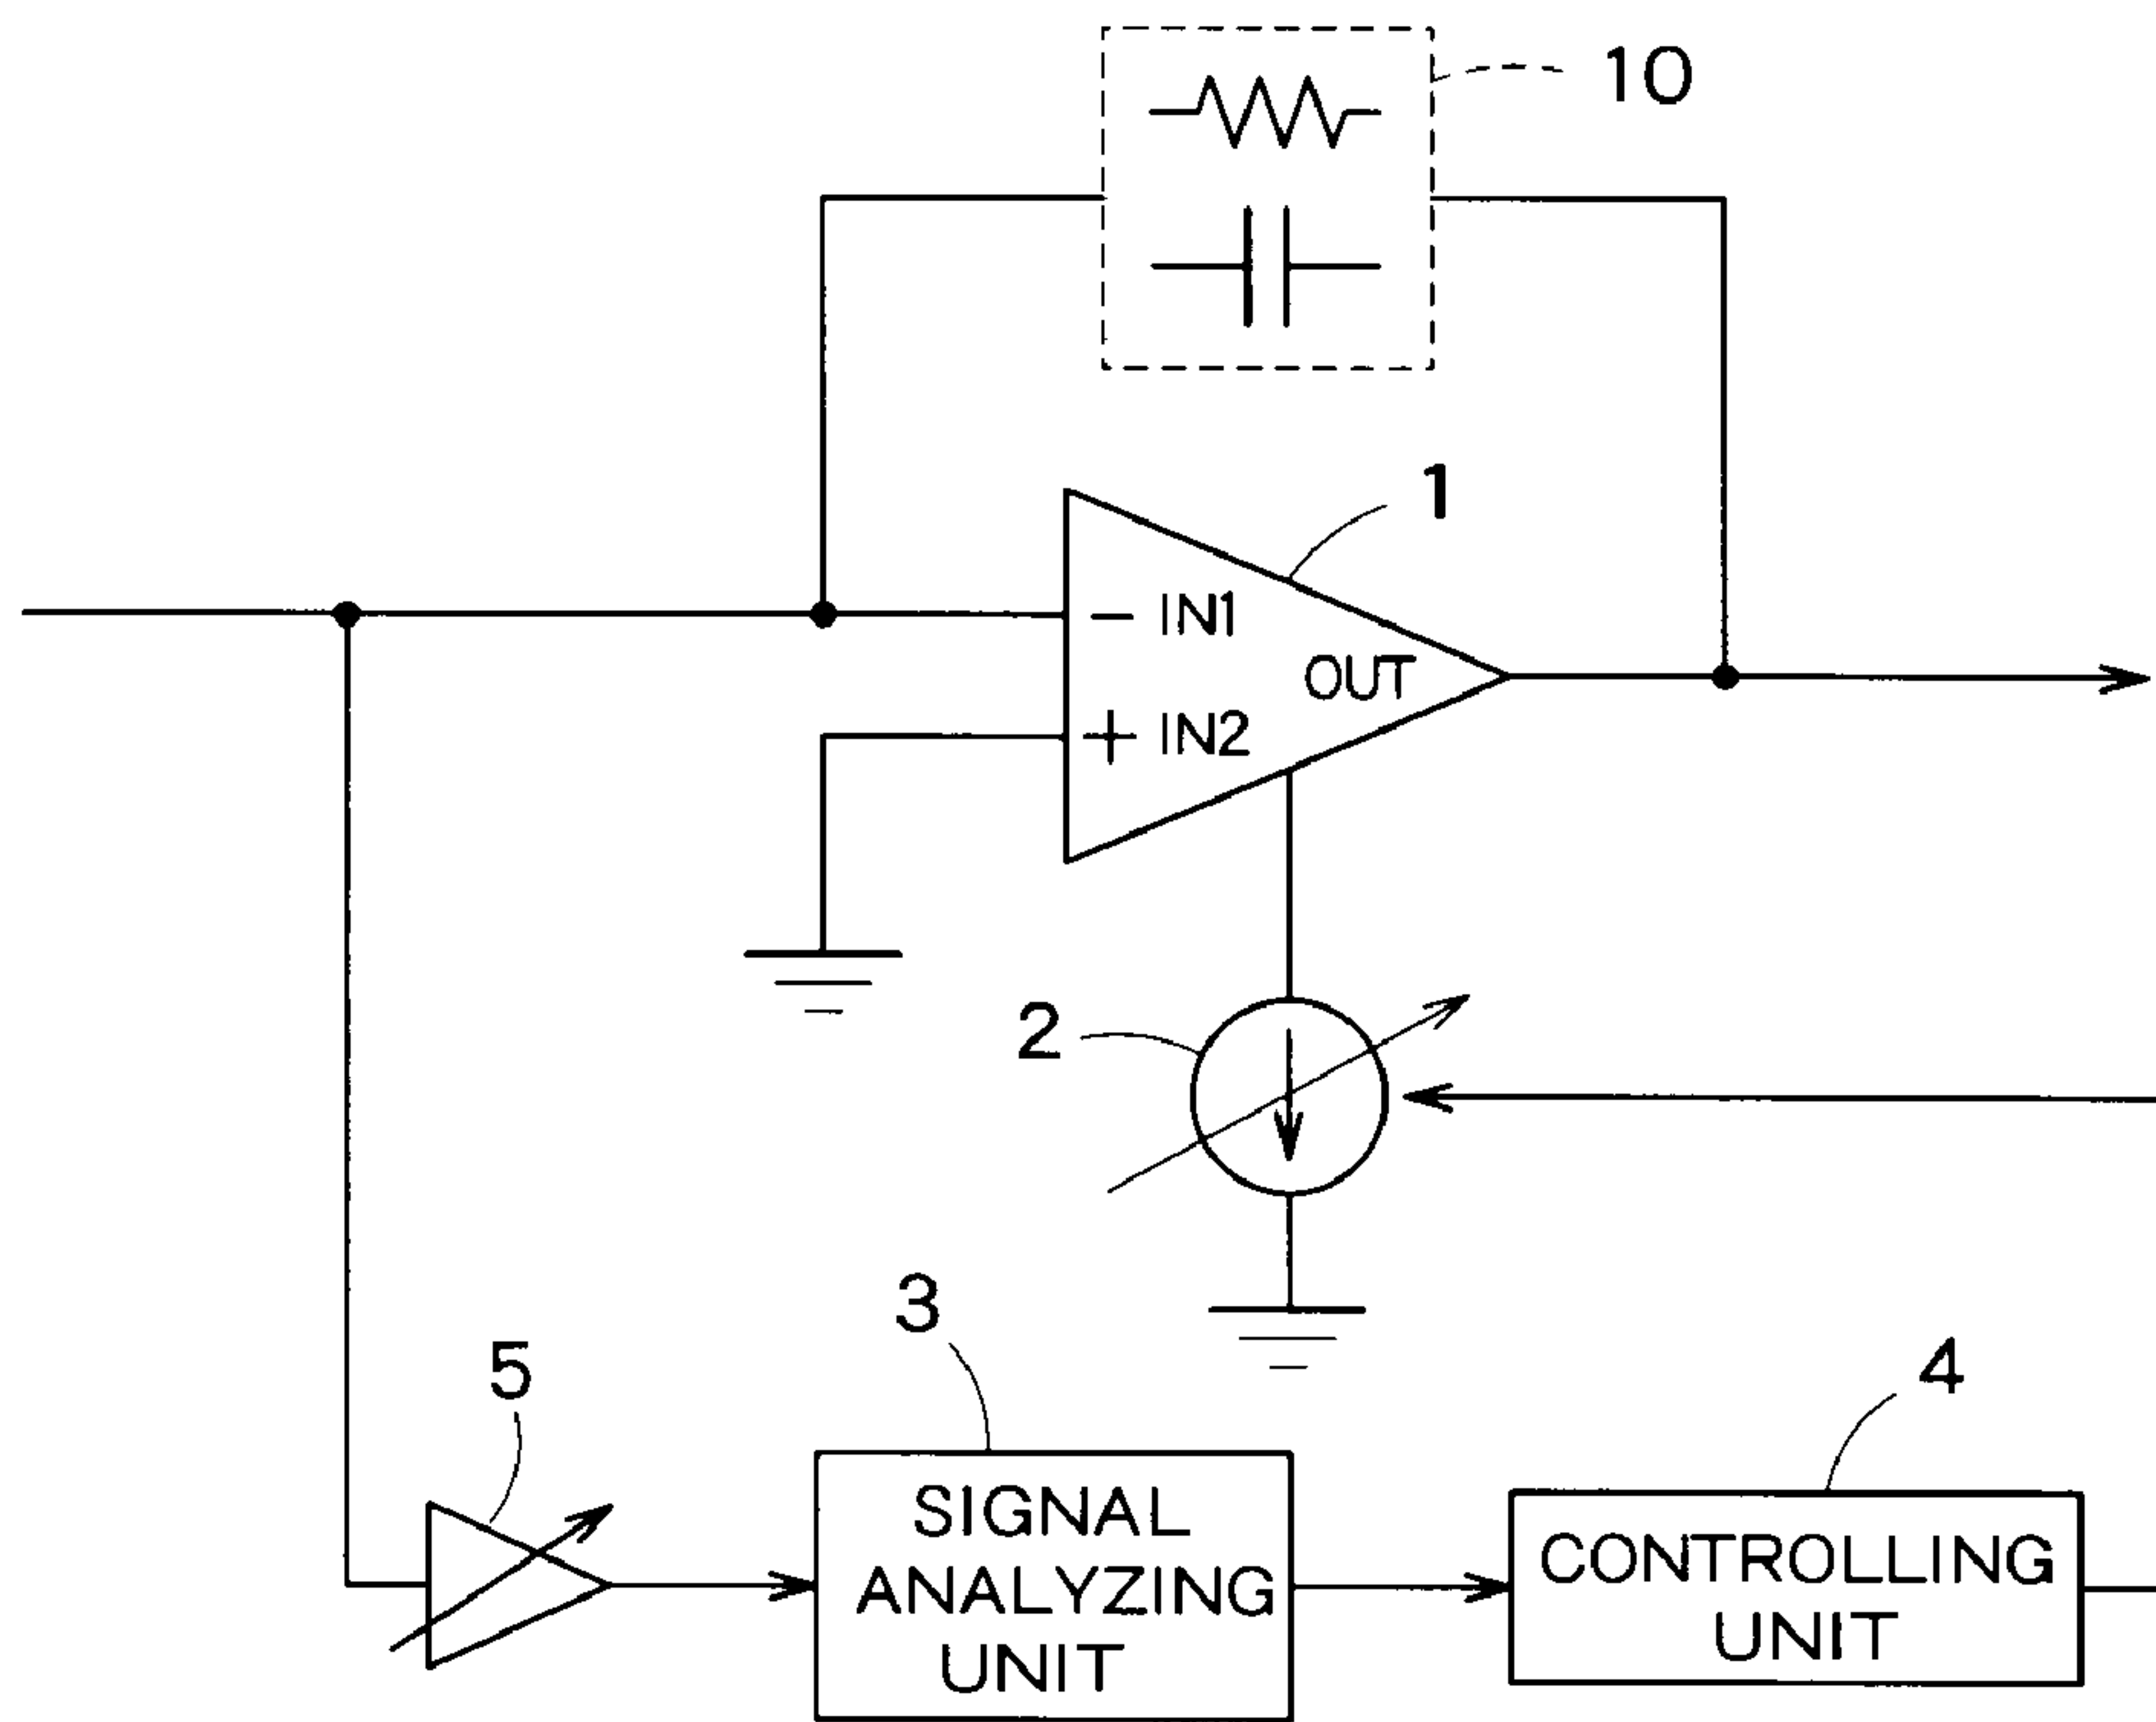 10
1
− IN1
OUT
+ IN2
2
3
5
4
SIGNAL
ANALYZING
UNIT
CONTROLLING
UNIT